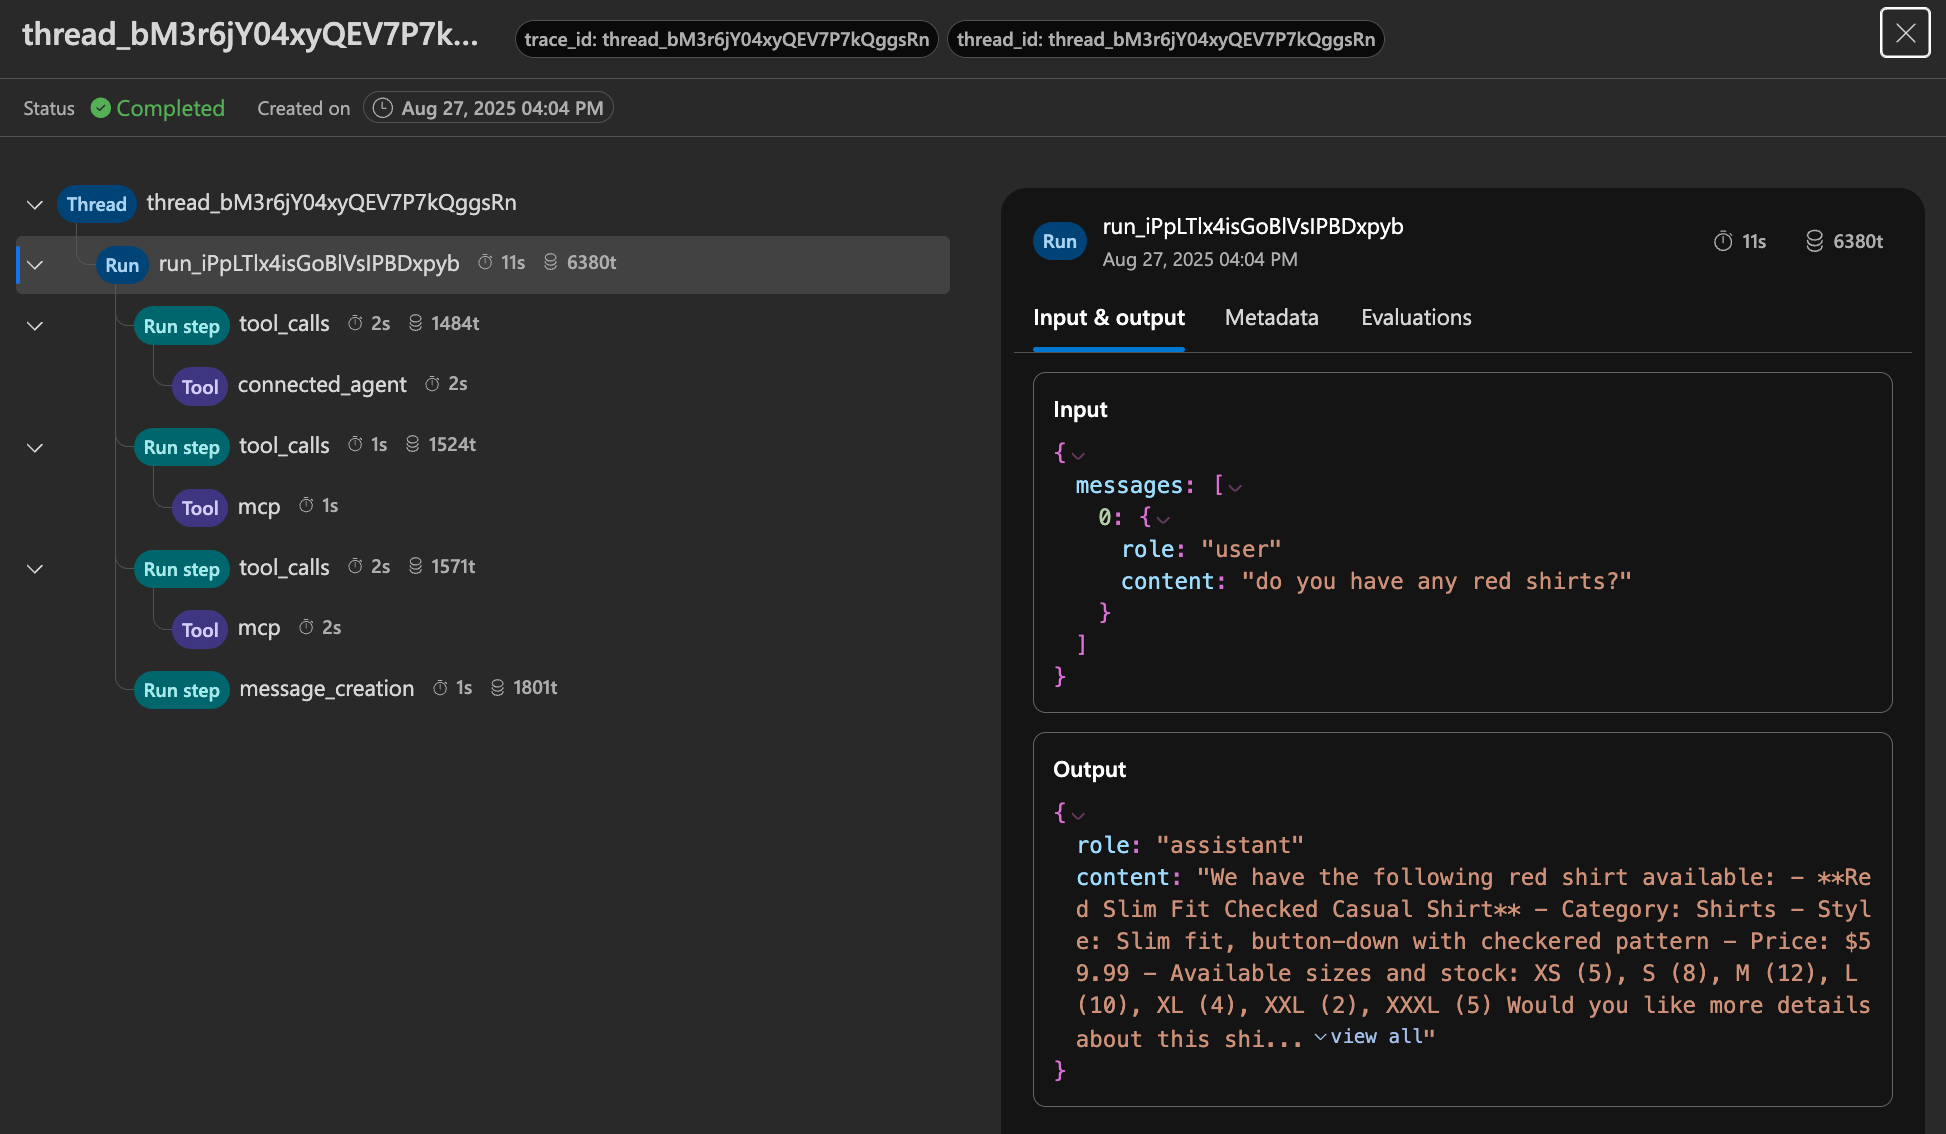 thread_bM3r6jY04xyQEV7P7k...
trace_id: thread_bM3r6jY04xyQEV7P7kQggsRn
thread_id: thread_bM3r6jY04xyQEV7P7kQggsRn
Status Completed Created on Aug 27, 2025 04:04 PM
Thread thread_bM3r6jY04xyQEV7P7kQggsRn
Run run_iPpLTlx4isGoBlVsIPBDxpyb 11s 6380t
Run step tool_calls 2s 1484t
Tool connected_agent 2s
Run step tool_calls 1s 1524t
Tool mcp 1s
Run step tool_calls 2s 1571t
Tool mcp 2s
Run step message_creation 1s 1801t
Run run_iPpLTlx4isGoBlVsIPBDxpyb 11s 6380t
Aug 27, 2025 04:04 PM
Input & output Metadata Evaluations
Input
{
messages: [
0: {
role: "user"
content: "do you have any red shirts?"
}
]
}
Output
{
role: "assistant"
content: "We have the following red shirt available: – **Re
d Slim Fit Checked Casual Shirt** – Category: Shirts – Styl
e: Slim fit, button–down with checkered pattern – Price: $5
9.99 – Available sizes and stock: XS (5), S (8), M (12), L
(10), XL (4), XXL (2), XXXL (5) Would you like more details
about this shi... view all"
}